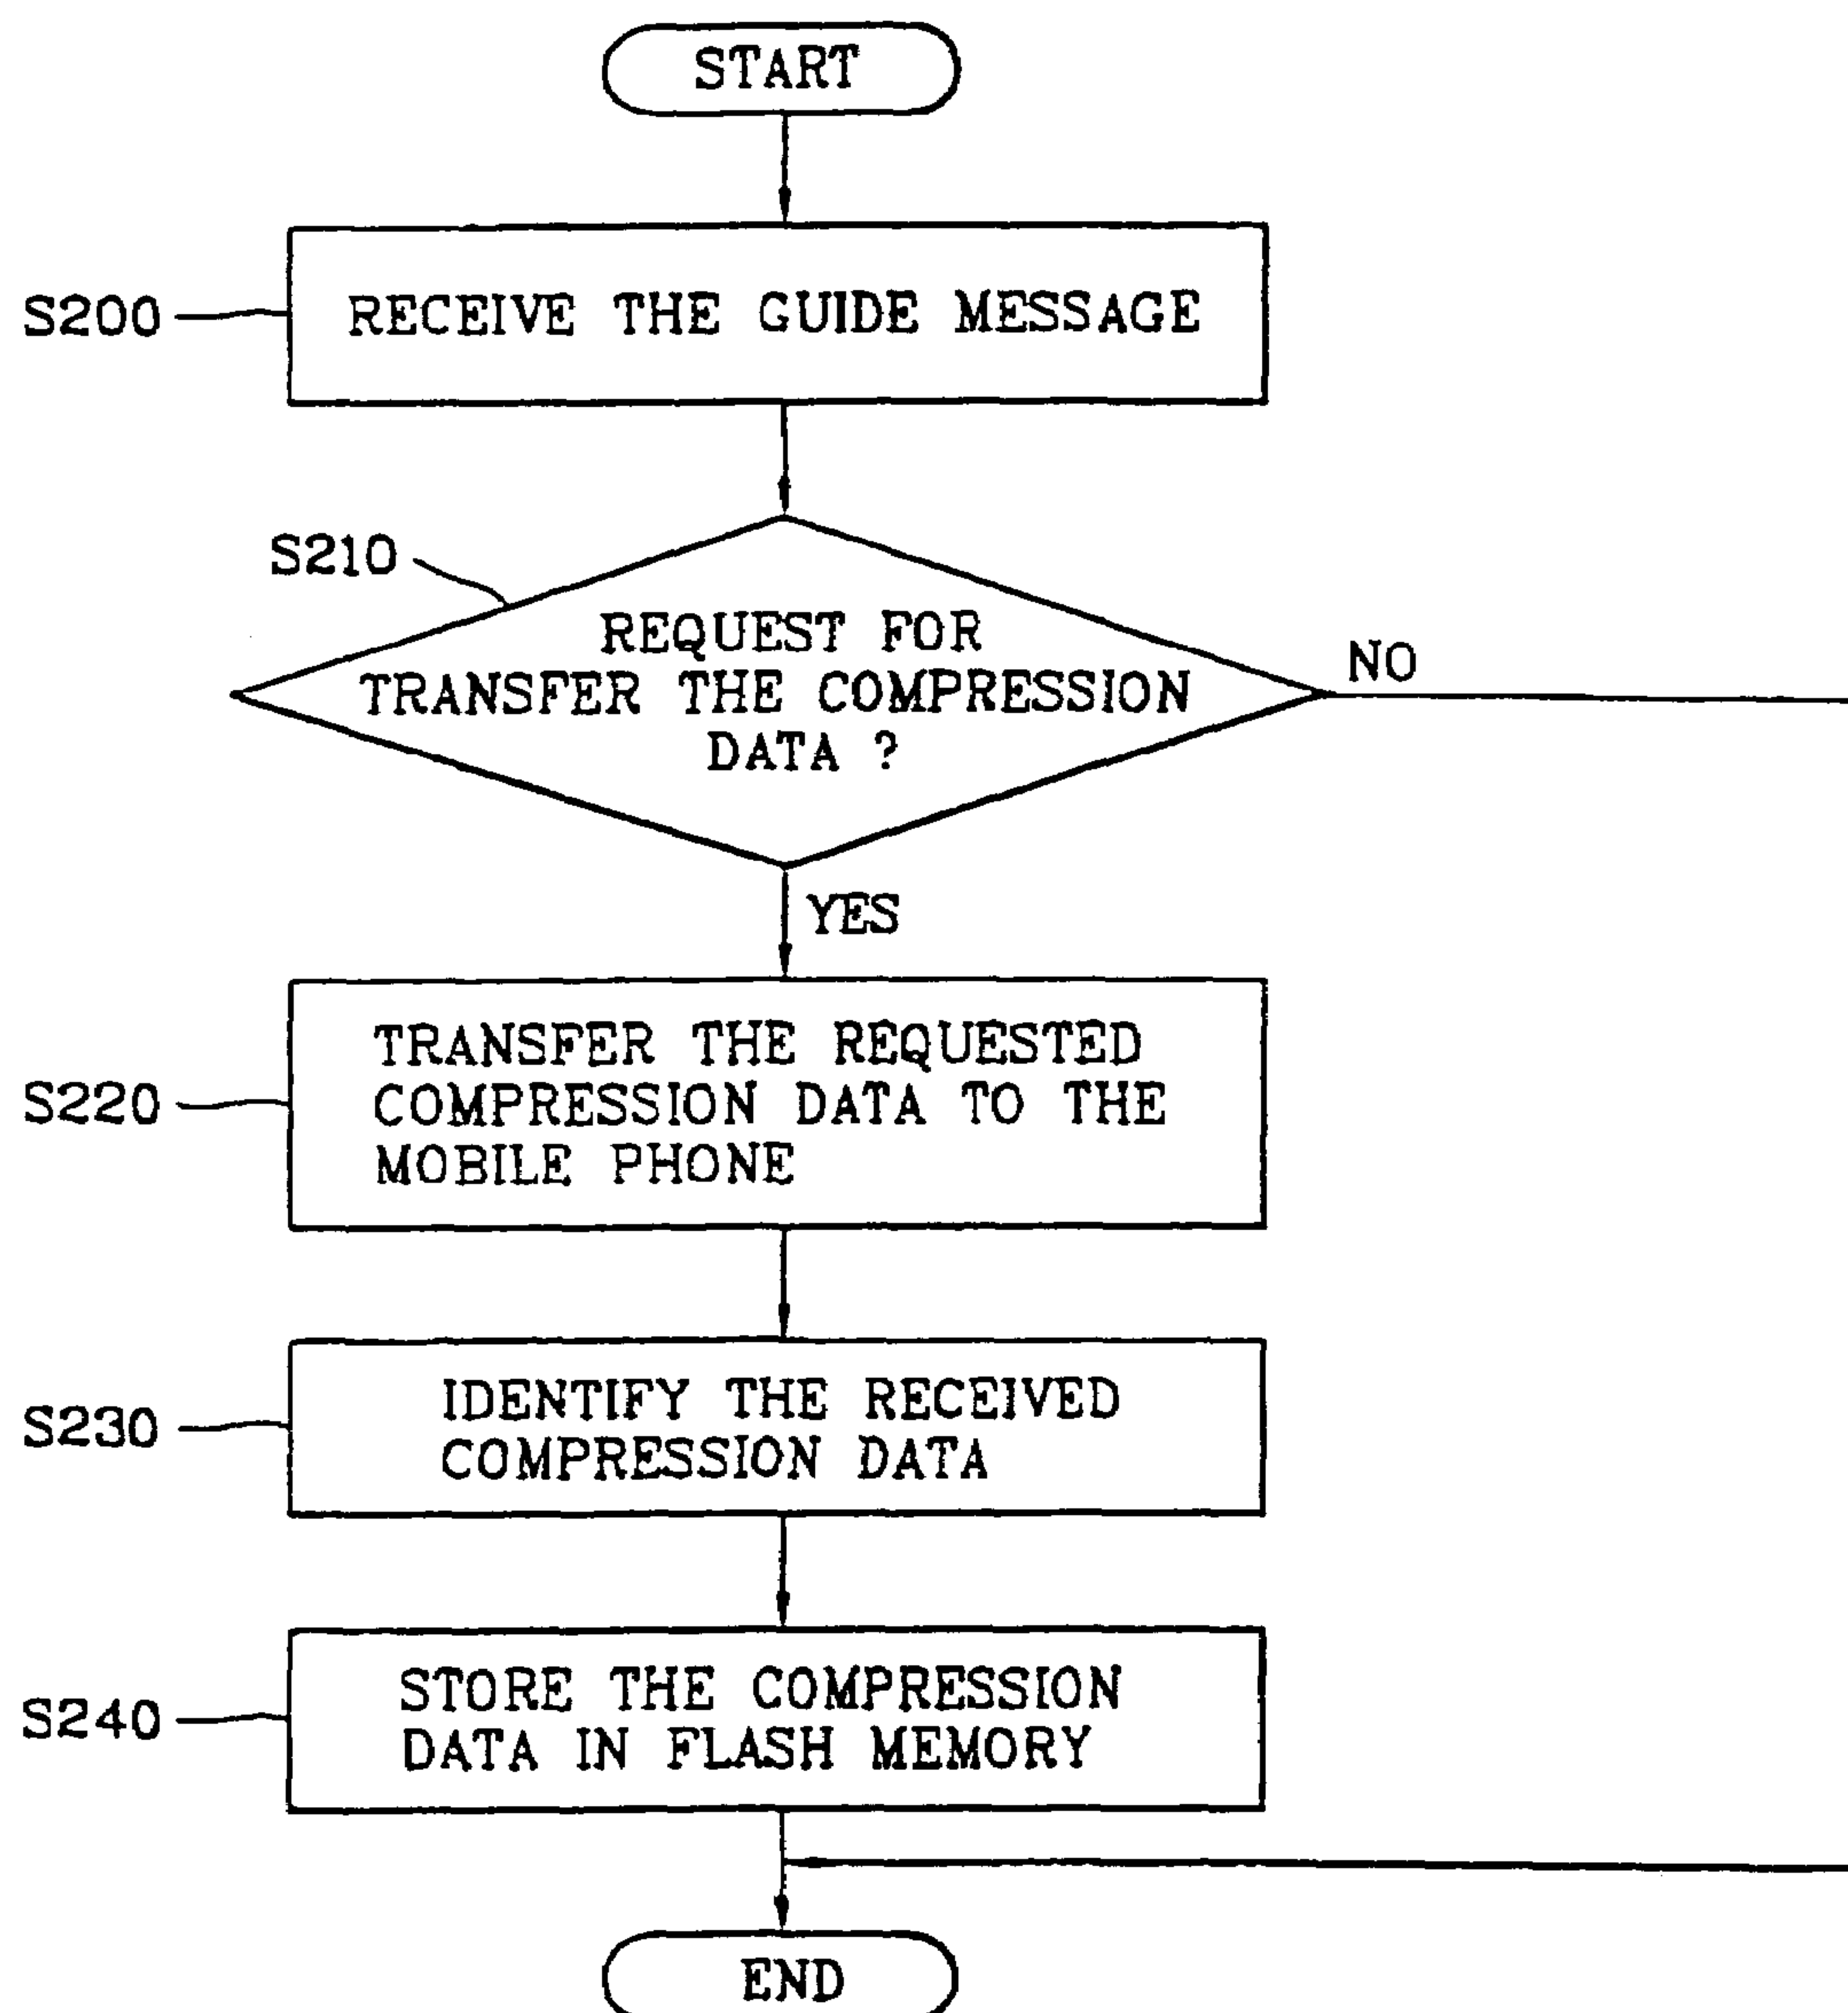 START
S200
RECEIVE THE GUIDE MESSAGE
S210
REQUEST FOR
TRANSFER THE COMPRESSION
DATA ?
NO
YES
S220
TRANSFER THE REQUESTED
COMPRESSION DATA TO THE
MOBILE PHONE
S230
IDENTIFY THE RECEIVED
COMPRESSION DATA
S240
STORE THE COMPRESSION
DATA IN FLASH MEMORY
END